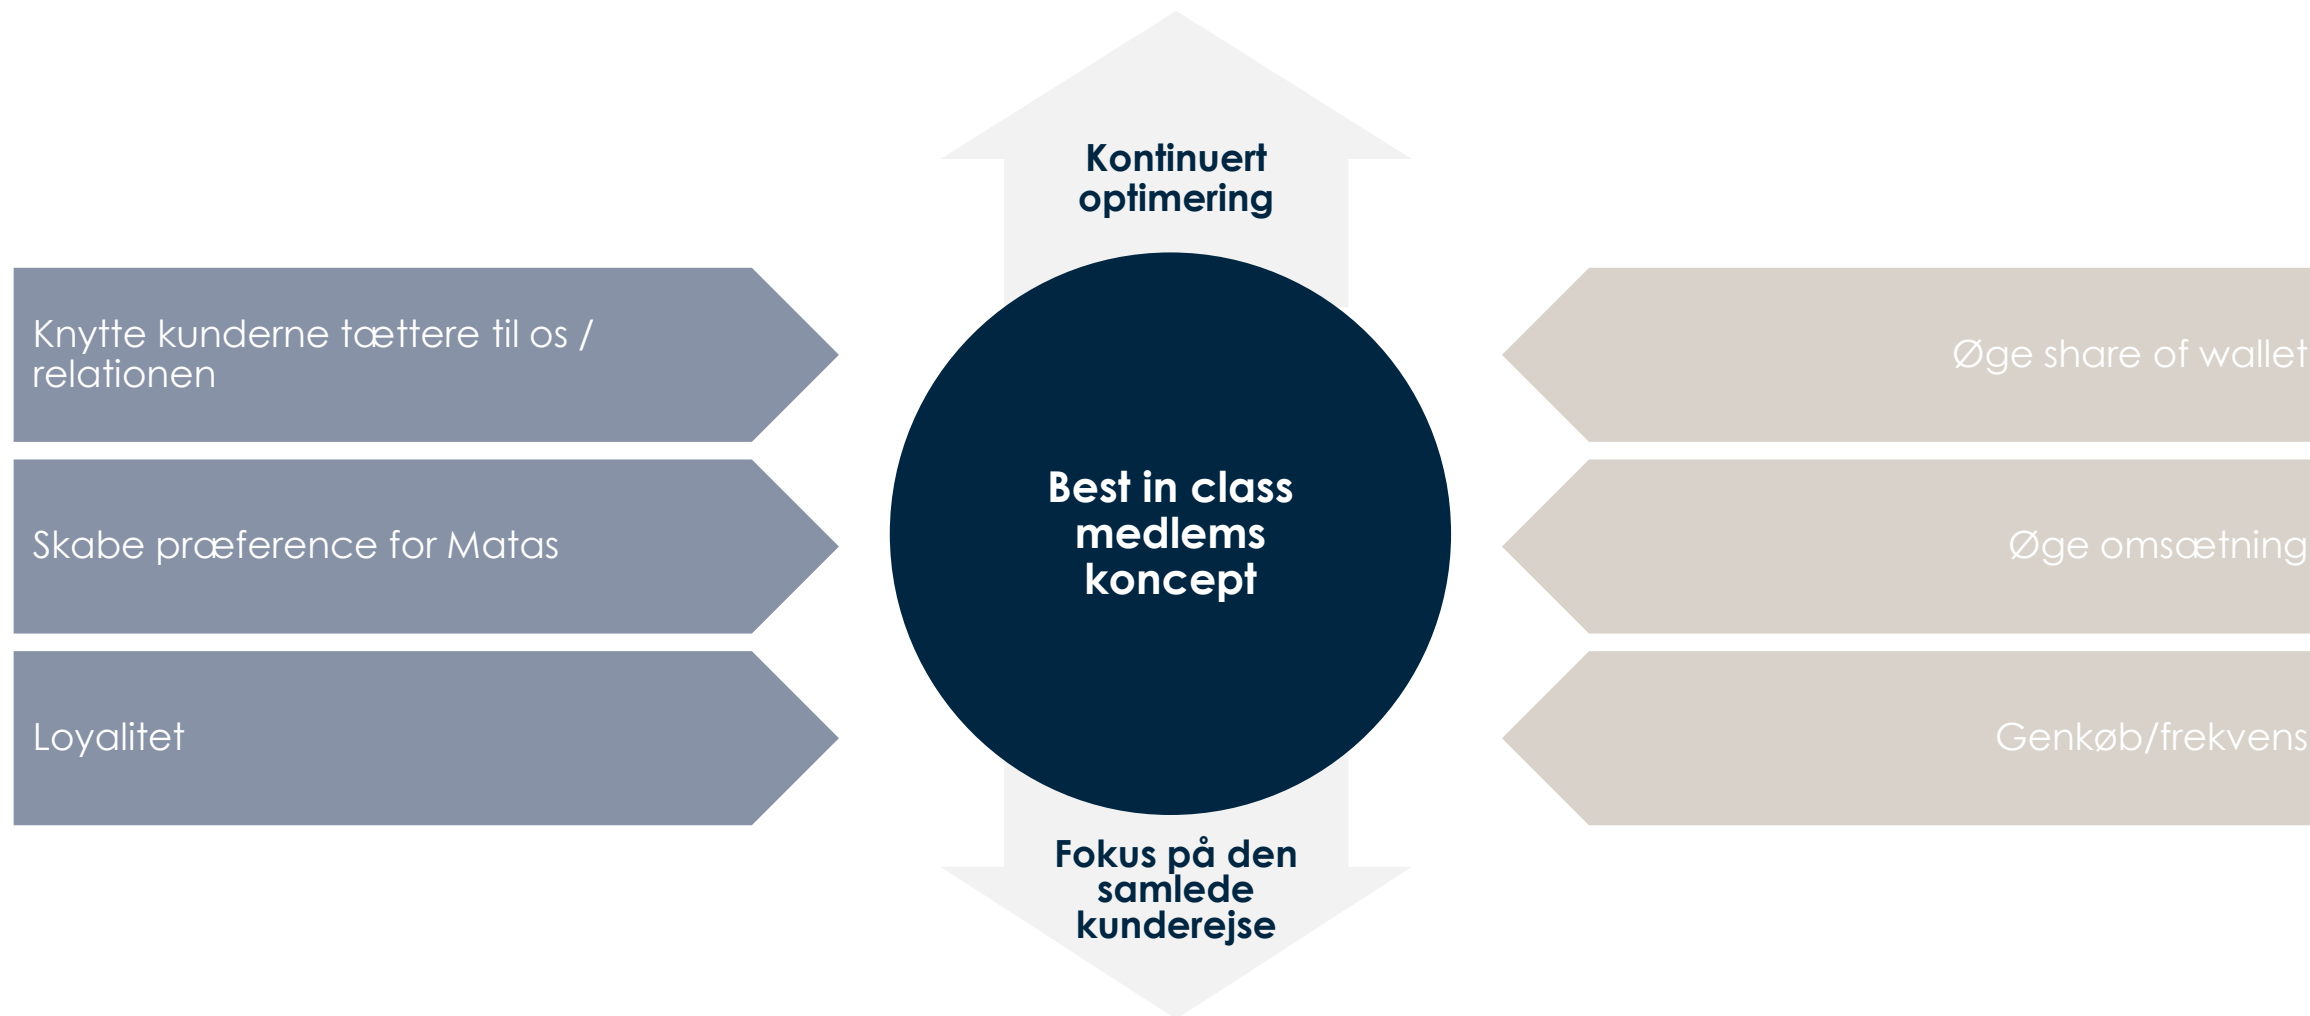 Kontinuert
optimering
Knytte kunderne tættere til os /
relationen
Skabe præference for Matas
Loyalitet
Best in class
medlems
koncept
Øge share of wallet
Øge omsætning
Genkøb/frekvens
Fokus på den
samlede
kunderejse